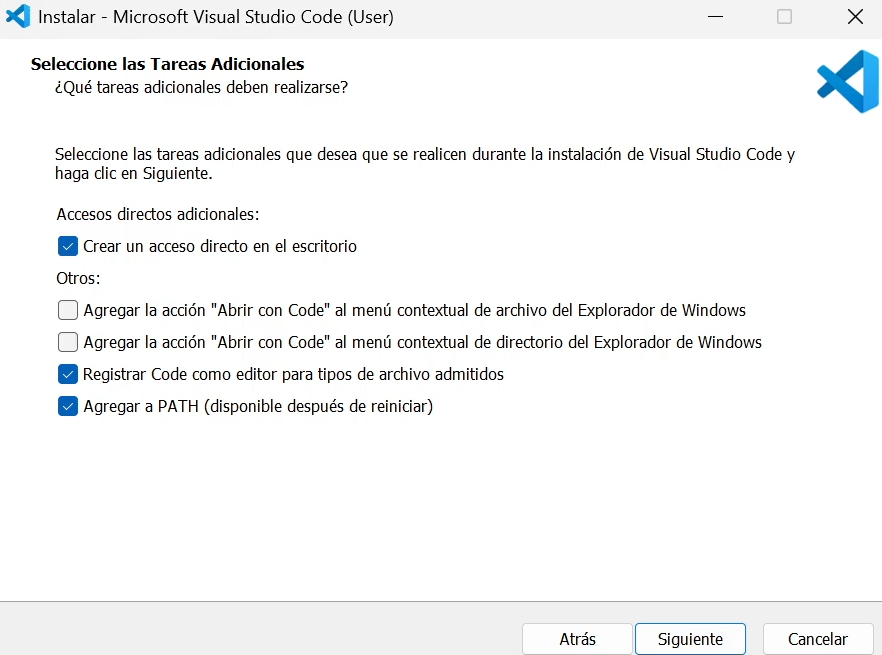 Instalar - Microsoft Visual Studio Code (User)
Seleccione las Tareas Adicionales
¿Qué tareas adicionales deben realizarse?
Seleccione las tareas adicionales que desea que se realicen durante la instalación de Visual Studio Code y
haga clic en Siguiente.
Accesos directos adicionales:
Crear un acceso directo en el escritorio
Otros:
Agregar la acción "Abrir con Code" al menú contextual de archivo del Explorador de Windows
Agregar la acción "Abrir con Code" al menú contextual de directorio del Explorador de Windows
Registrar Code como editor para tipos de archivo admitidos
Agregar a PATH (disponible después de reiniciar)
Atrás
Siguiente
Cancelar